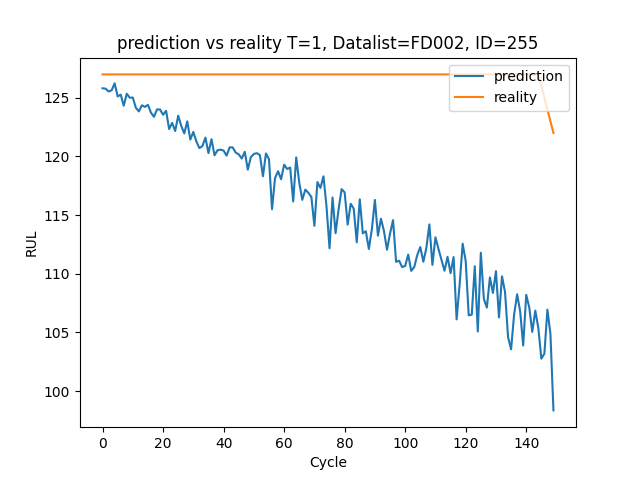 prediction vs reality T=1, Datalist=FD002, ID=255
prediction
reality
125
120
115
110
105
100
RUL
0 20 40 60 80 100 120 140
Cycle